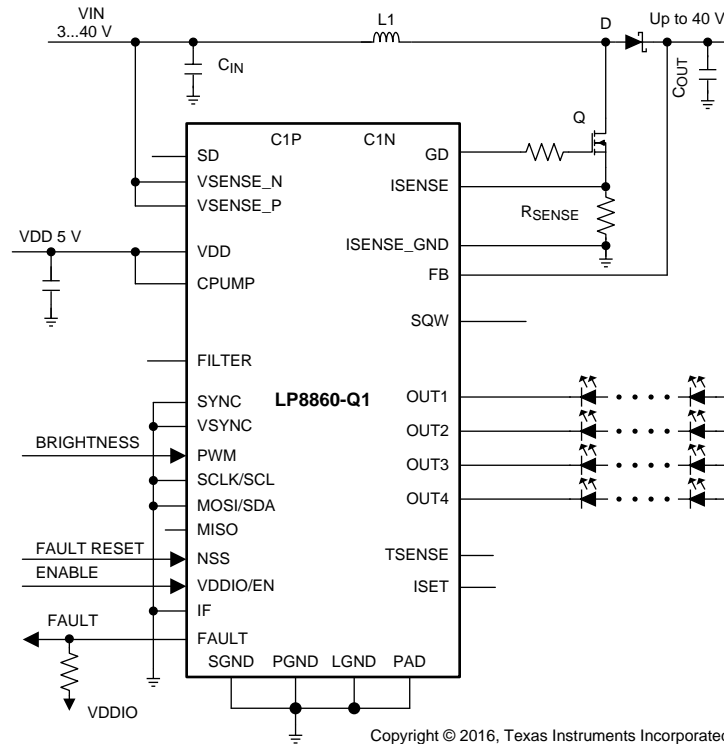 VIN
3...40 V
L1
D
Up to 40 V
CIN
COUT
Q
C1P
C1N
SD
GD
VSENSE_N
ISENSE
VSENSE_P
RSENSE
VDD 5 V
VDD
ISENSE_GND
CPUMP
FB
SQW
FILTER
SYNC
LP8860-Q1
OUT1
VSYNC
OUT2
BRIGHTNESS
PWM
OUT3
SCLK/SCL
MOSI/SDA
OUT4
MISO
FAULT RESET
NSS
TSENSE
ENABLE
VDDIO/EN
ISET
IF
FAULT
FAULT
SGND
PGND
LGND
PAD
VDDIO
Copyright © 2016, Texas Instruments Incorporated